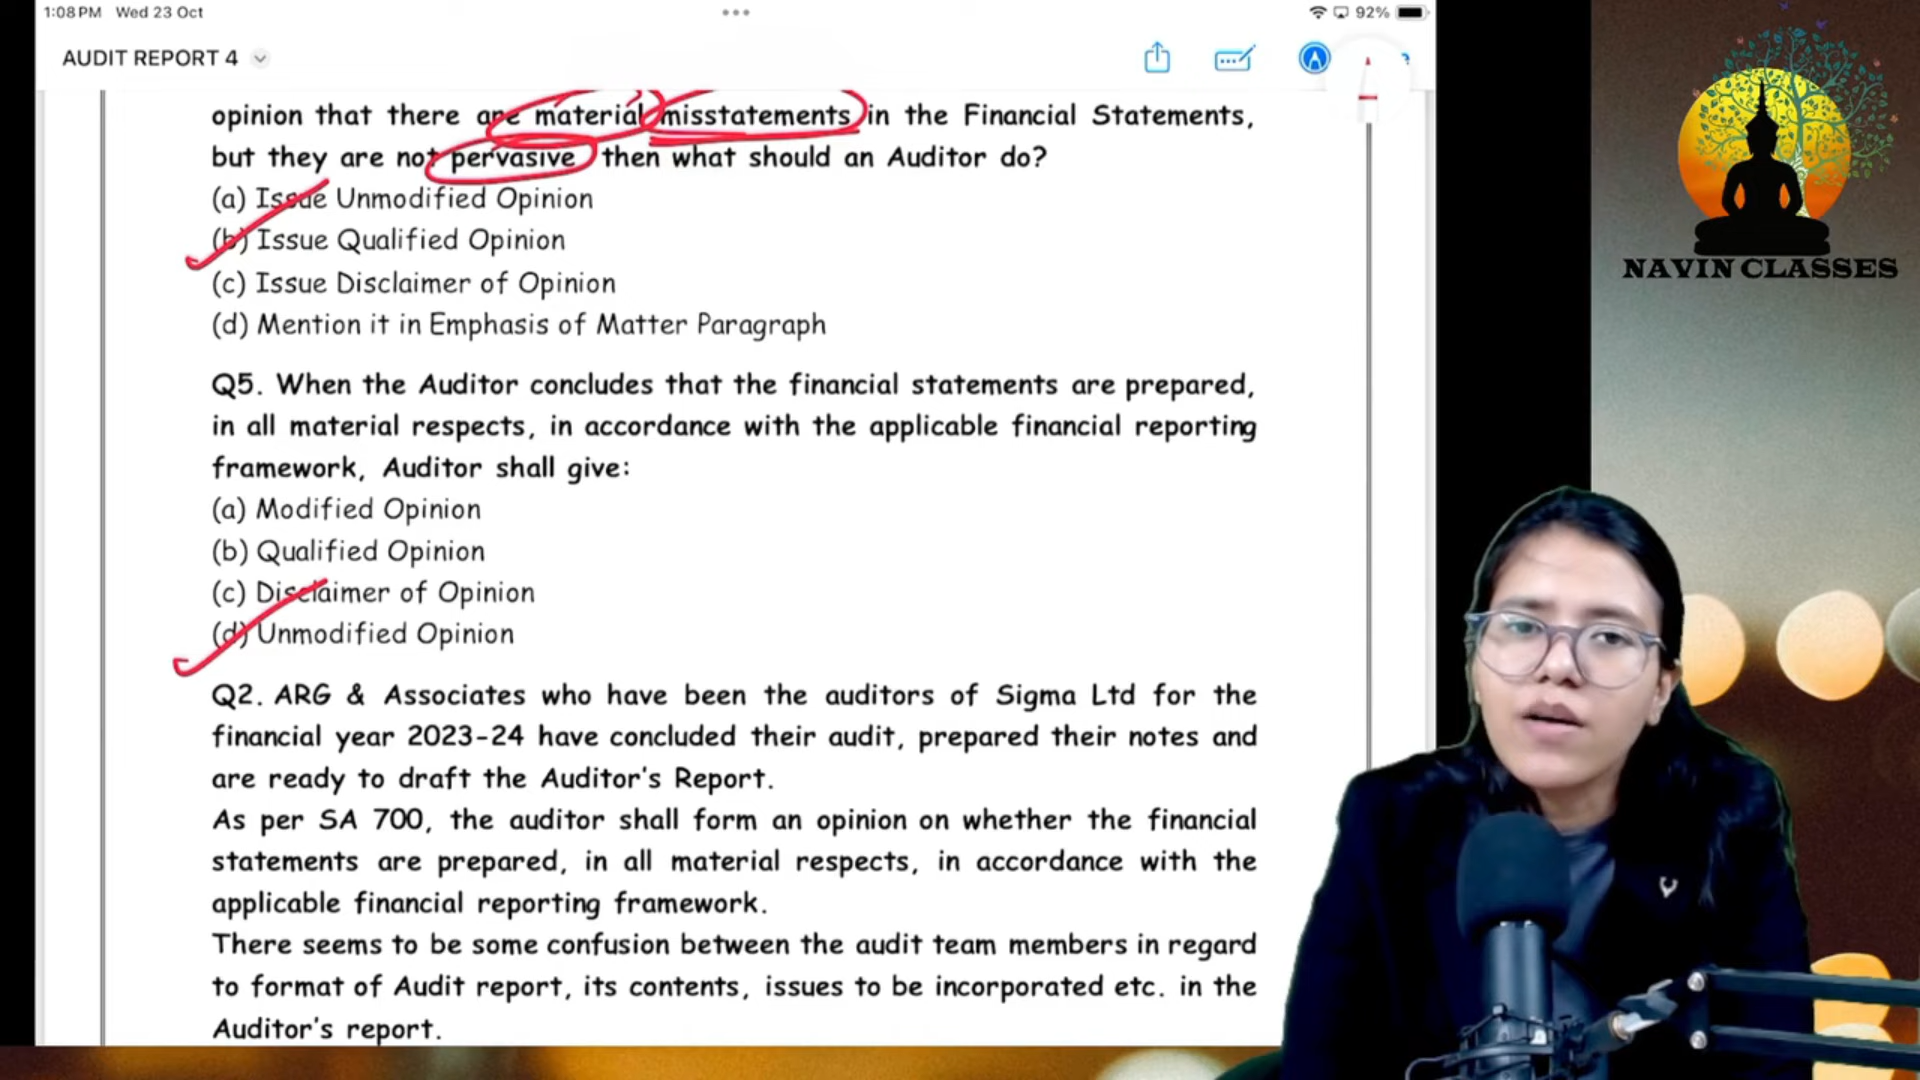 1:08 PM Wed 23 Oct
92%
AUDIT REPORT 4
opinion that there are material misstatements in the Financial Statements,
but they are not pervasive then what should an Auditor do?
(a) Issue Unmodified Opinion
(b) Issue Qualified Opinion
(c) Issue Disclaimer of Opinion
(d) Mention it in Emphasis of Matter Paragraph
Q5. When the Auditor concludes that the financial statements are prepared,
in all material respects, in accordance with the applicable financial reporting
framework, Auditor shall give:
(a) Modified Opinion
(b) Qualified Opinion
(c) Disclaimer of Opinion
(d) Unmodified Opinion
Q2. ARG & Associates who have been the auditors of Sigma Ltd for the
financial year 2023-24 have concluded their audit, prepared their notes and
are ready to draft the Auditor's Report.
As per SA 700, the auditor shall form an opinion on whether the financial
statements are prepared, in all material respects, in accordance with the
applicable financial reporting framework.
There seems to be some confusion between the audit team members in regard
to format of Audit report, its contents, issues to be incorporated etc. in the
Auditor's report.
NAVIN CLASSES